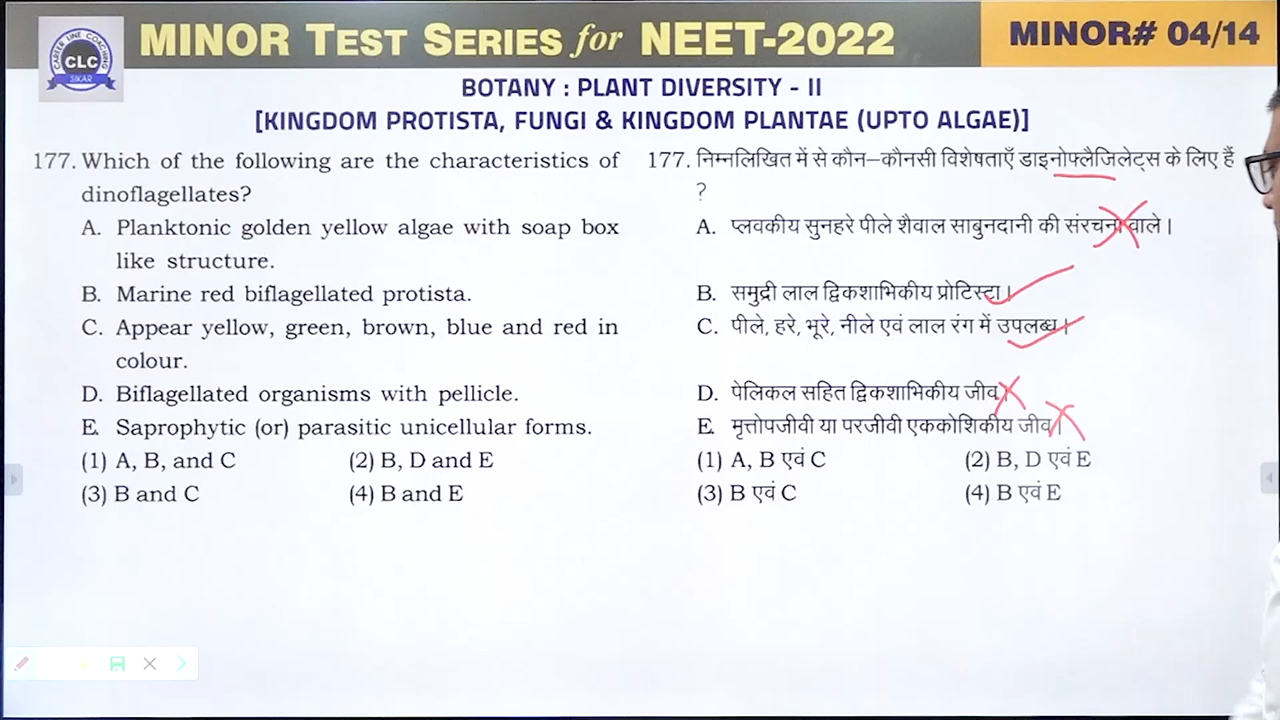 CAREER LINE COACHING
CLC
SIKAR
MINOR TEST SERIES for NEET-2022
MINOR# 04/14
BOTANY : PLANT DIVERSITY - II
[KINGDOM PROTISTA, FUNGI & KINGDOM PLANTAE (UPTO ALGAE)]
177. Which of the following are the characteristics of
dinoflagellates?
A. Planktonic golden yellow algae with soap box
like structure.
B. Marine red biflagellated protista.
C. Appear yellow, green, brown, blue and red in
colour.
D. Biflagellated organisms with pellicle.
E. Saprophytic (or) parasitic unicellular forms.
(1) A, B, and C (2) B, D and E
(3) B and C (4) B and E
177. निम्नलिखित में से कौन–कौनसी विशेषताएँ डाइनोफ्लैजिलेट्स के लिए हैं
?
A. प्लवकीय सुनहरे पीले शैवाल साबुनदानी की संरचना वाले।
B. समुद्री लाल द्विकशाभिकीय प्रोटिस्टा।
C. पीले, हरे, भूरे, नीले एवं लाल रंग में उपलब्ध।
D. पेलिकल सहित द्विकशाभिकीय जीव।
E. मृत्तोपजीवी या परजीवी एककोशिकीय जीव।
(1) A, B एवं C (2) B, D एवं E
(3) B एवं C (4) B एवं E